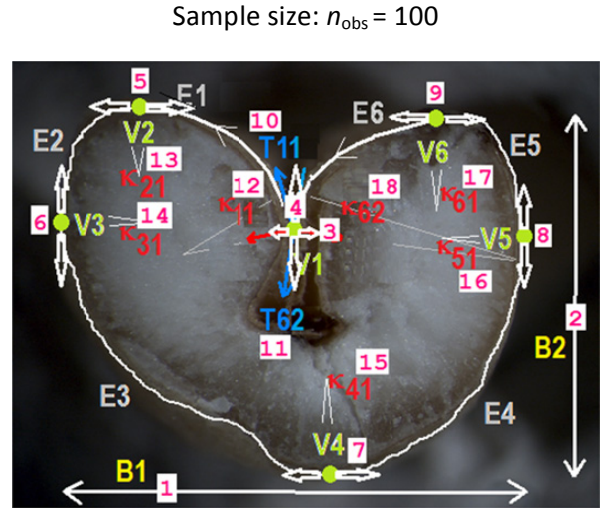 Sample size: nobs = 100
5 E1 9
E2 V2 10 E6 E5
13 T11 V6
κ21 12 18 17
6 V3 14 κ11 4 κ62 κ61
κ31 3 κ51 V5 8
V1 16
T62 2
11 B2
15
E3 κ41 E4
V4 7
B1 1